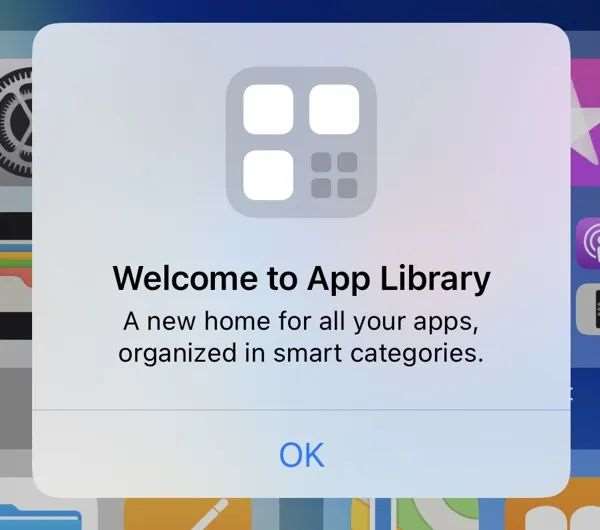 Welcome to App Library
A new home for all your apps,
organized in smart categories.
OK